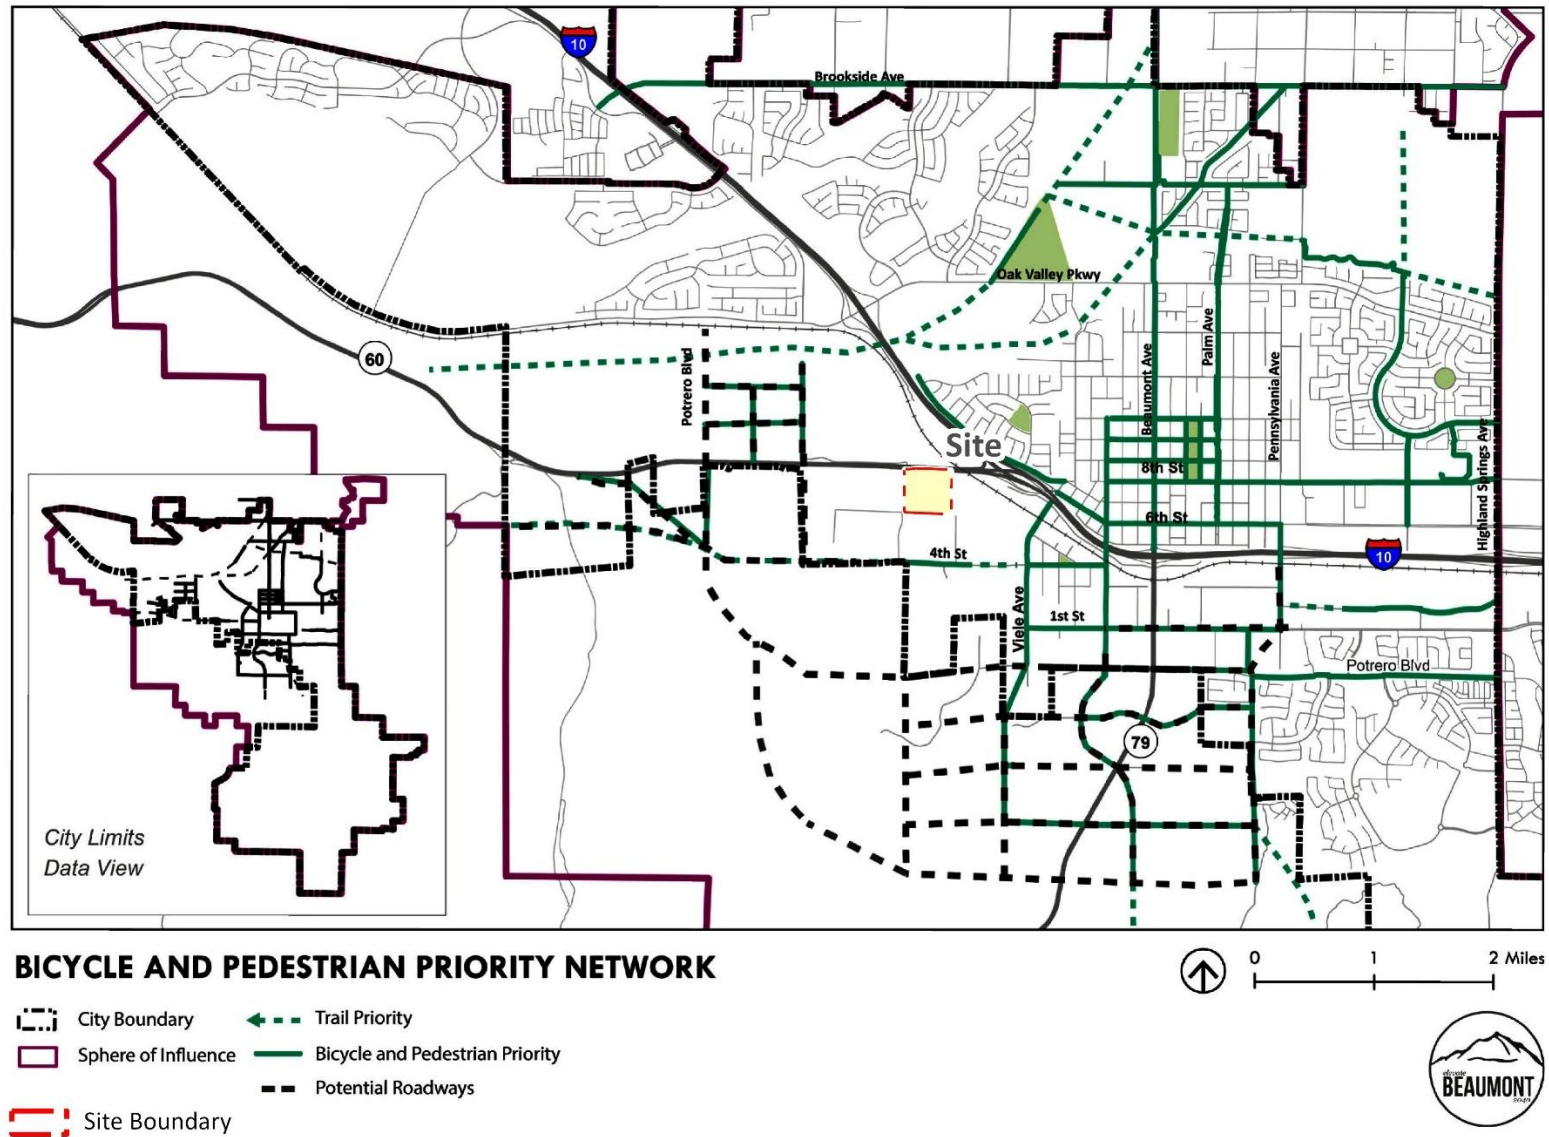 10
Brookside Ave
Oak Valley Pkwy
60
Potrero Blvd
Beaumont Ave
Palm Ave
Pennsylvania Ave
Highland Springs Ave
Site
8th St
6th St
4th St
10
Viele Ave
1st St
Potrero Blvd
79
City Limits
Data View
BICYCLE AND PEDESTRIAN PRIORITY NETWORK
0 1 2 Miles
City Boundary
Trail Priority
Sphere of Influence
Bicycle and Pedestrian Priority
Potential Roadways
Site Boundary
elevate
BEAUMONT
2040